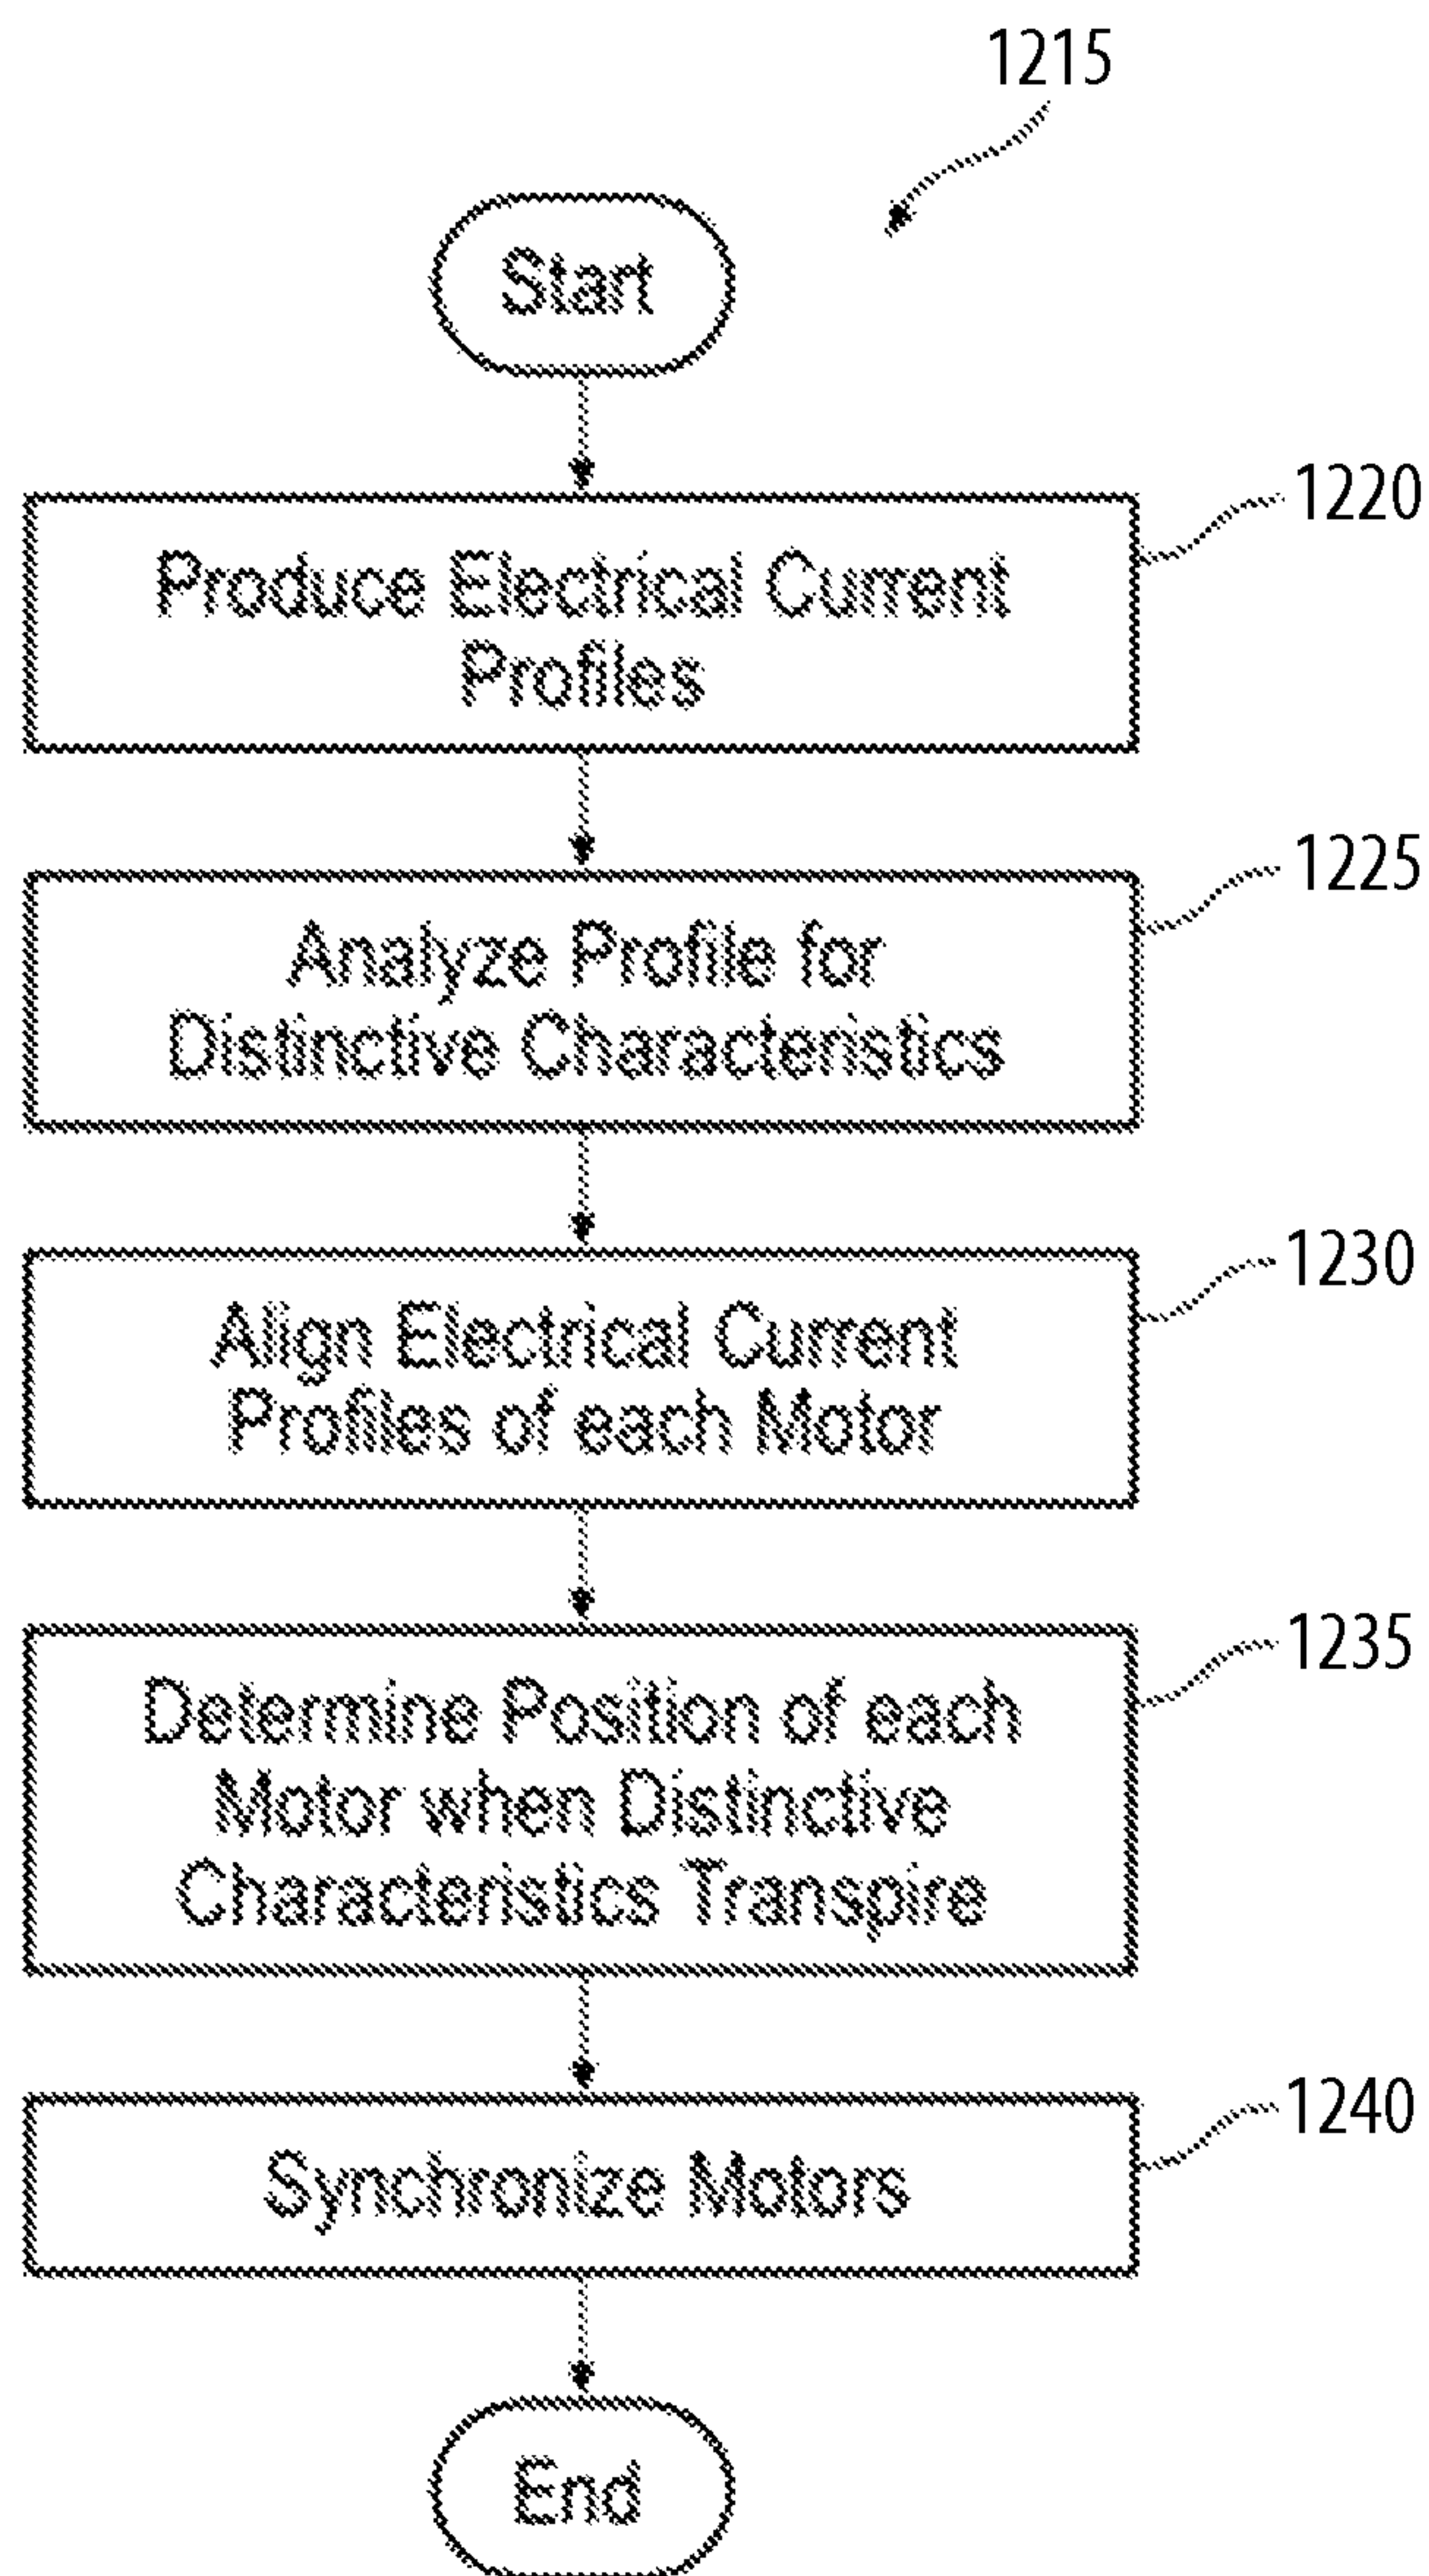 1215
Start
1220
Produce Electrical Current
Profiles
1225
Analyze Profile for
Distinctive Characteristics
1230
Align Electrical Current
Profiles of each Motor
1235
Determine Position of each
Motor when Distinctive
Characteristics Transpire
1240
Synchronize Motors
End